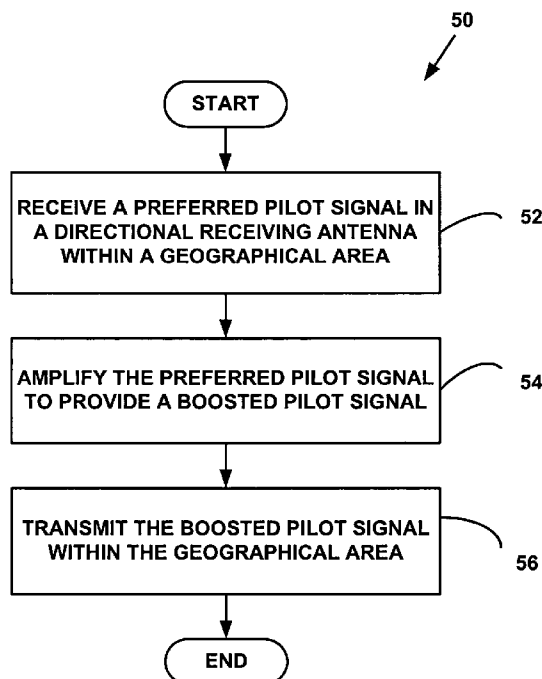 50
START
RECEIVE A PREFERRED PILOT SIGNAL IN
A DIRECTIONAL RECEIVING ANTENNA
WITHIN A GEOGRAPHICAL AREA
52
AMPLIFY THE PREFERRED PILOT SIGNAL
TO PROVIDE A BOOSTED PILOT SIGNAL
54
TRANSMIT THE BOOSTED PILOT SIGNAL
WITHIN THE GEOGRAPHICAL AREA
56
END